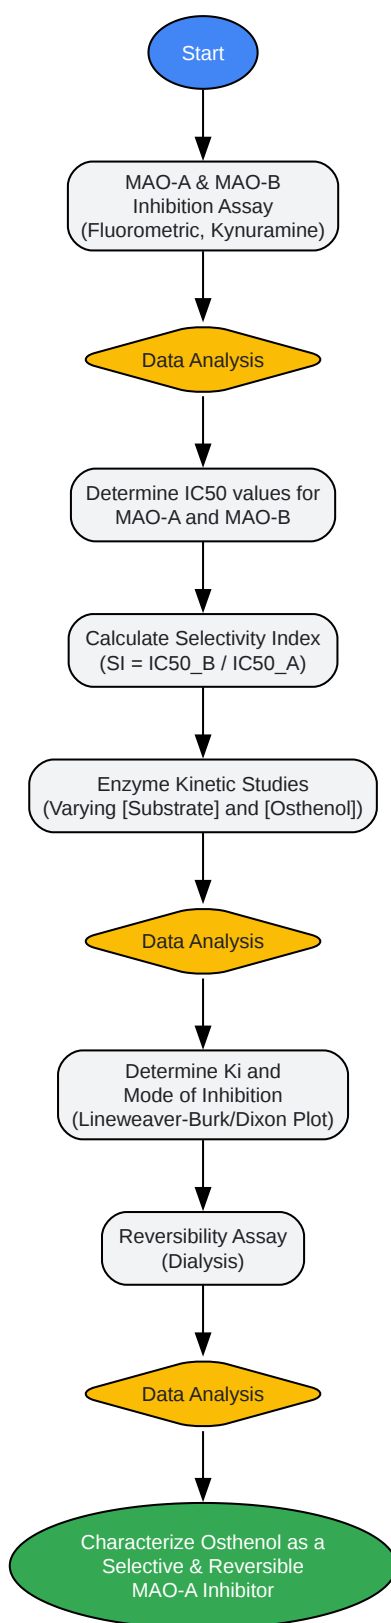 Start
MAO-A & MAO-B
Inhibition Assay
(Fluorometric, Kynuramine)
Data Analysis
Determine IC50 values for
MAO-A and MAO-B
Calculate Selectivity Index
(SI = IC50_B / IC50_A)
Enzyme Kinetic Studies
(Varying [Substrate] and [Osthenol])
Data Analysis
Determine Ki and
Mode of Inhibition
(Lineweaver-Burk/Dixon Plot)
Reversibility Assay
(Dialysis)
Data Analysis
Characterize Osthenol as a
Selective & Reversible
MAO-A Inhibitor